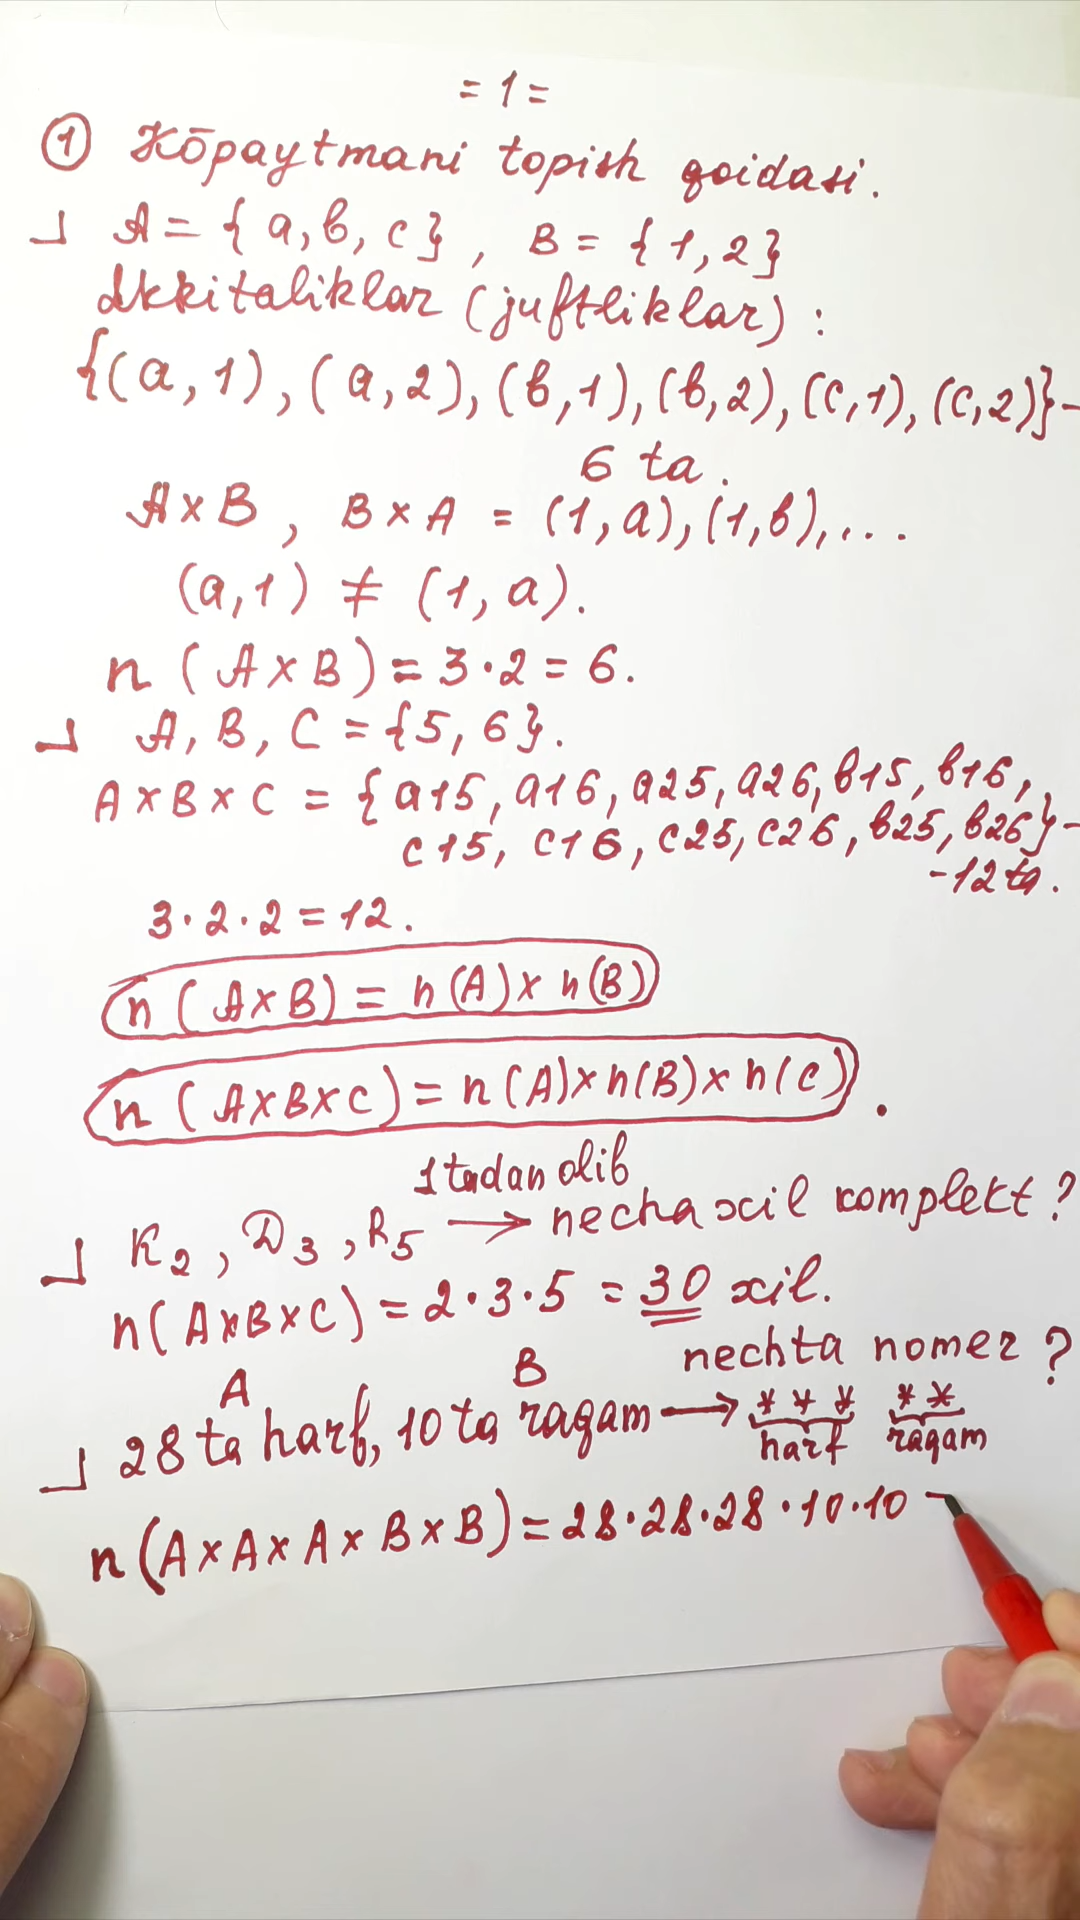 = 1 =
① Kōpaytmani topish qoidasi.
⅃ A = { a, b, c } , B = { 1, 2 }
Ikkitaliklar (juftliklar) :
{(a, 1), (a, 2), (b, 1), (b, 2), (c, 1), (c, 2)} -
6 ta.
A × B , B × A = (1, a), (1, b), ...
(a, 1) ≠ (1, a).
n ( A × B ) = 3 · 2 = 6.
⅃ A, B, C = {5, 6}.
A × B × C = { a15, a16, a25, a26, b15, b16,
c15, c16, c25, c26, b25, b26} -
- 12 ta.
3 · 2 · 2 = 12.
n ( A × B ) = n (A) × n (B)
n ( A × B × C ) = n (A) × n (B) × n (C) .
1 tadan olib
⅃ K₂ , D₃ , R₅ → necha xil komplekt ?
n ( A × B × C ) = 2 · 3 · 5 = 30 xil.
A B nechta nomer ?
⅃ 28 ta harf, 10 ta raqam → * * * * *
harf raqam
n ( A × A × A × B × B ) = 28 · 28 · 28 · 10 · 10 -